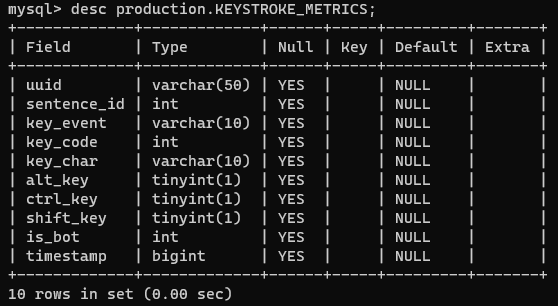 mysql> desc production.KEYSTROKE_METRICS;
+-------------+-------------+------+-----+---------+-------+
| Field       | Type        | Null | Key | Default | Extra |
+-------------+-------------+------+-----+---------+-------+
| uuid        | varchar(50) | YES  |     | NULL    |       |
| sentence_id | int         | YES  |     | NULL    |       |
| key_event   | varchar(10) | YES  |     | NULL    |       |
| key_code    | int         | YES  |     | NULL    |       |
| key_char    | varchar(10) | YES  |     | NULL    |       |
| alt_key     | tinyint(1)  | YES  |     | NULL    |       |
| ctrl_key    | tinyint(1)  | YES  |     | NULL    |       |
| shift_key   | tinyint(1)  | YES  |     | NULL    |       |
| is_bot      | int         | YES  |     | NULL    |       |
| timestamp   | bigint      | YES  |     | NULL    |       |
+-------------+-------------+------+-----+---------+-------+
10 rows in set (0.00 sec)